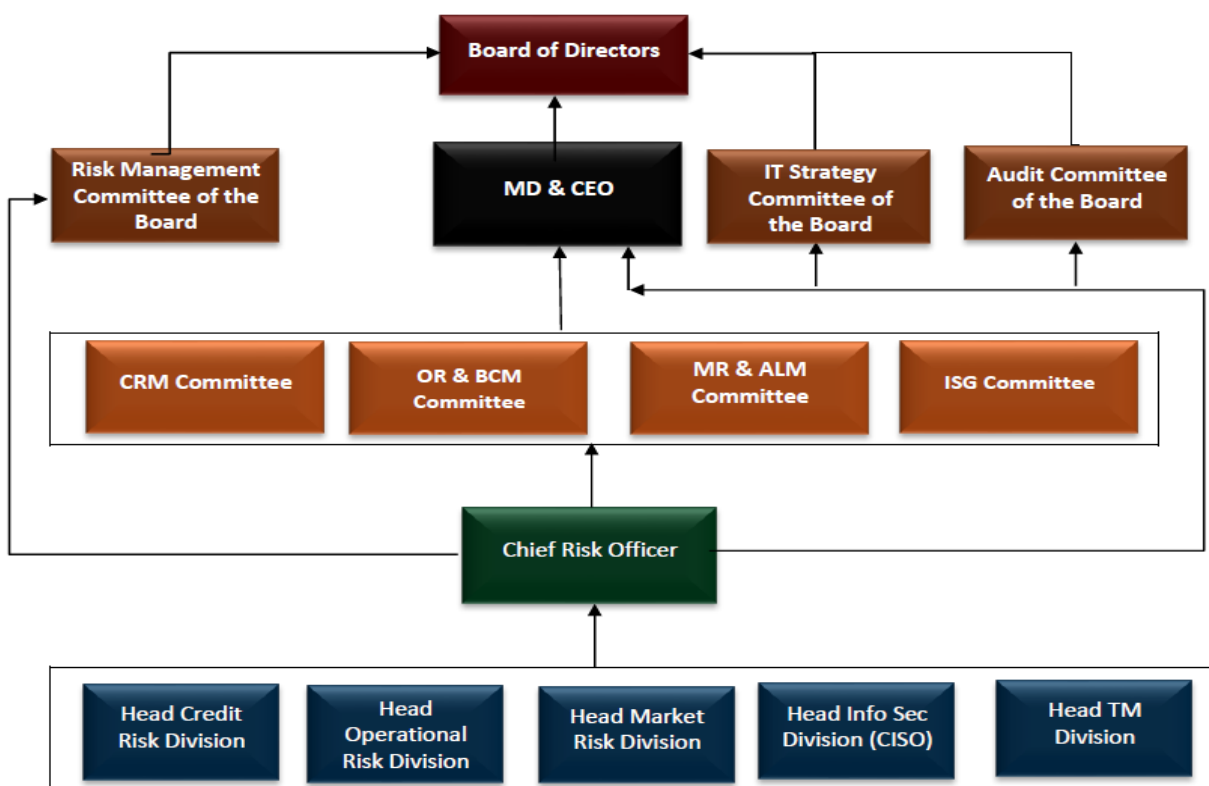 Board of Directors
Risk Management
Committee of the
Board
MD & CEO
IT Strategy
Committee of
the Board
Audit Committee
of the Board
CRM Committee
OR & BCM
Committee
MR & ALM
Committee
ISG Committee
Chief Risk Officer
Head Credit
Risk Division
Head
Operational
Risk Division
Head Market
Risk Division
Head Info Sec
Division (CISO)
Head TM
Division